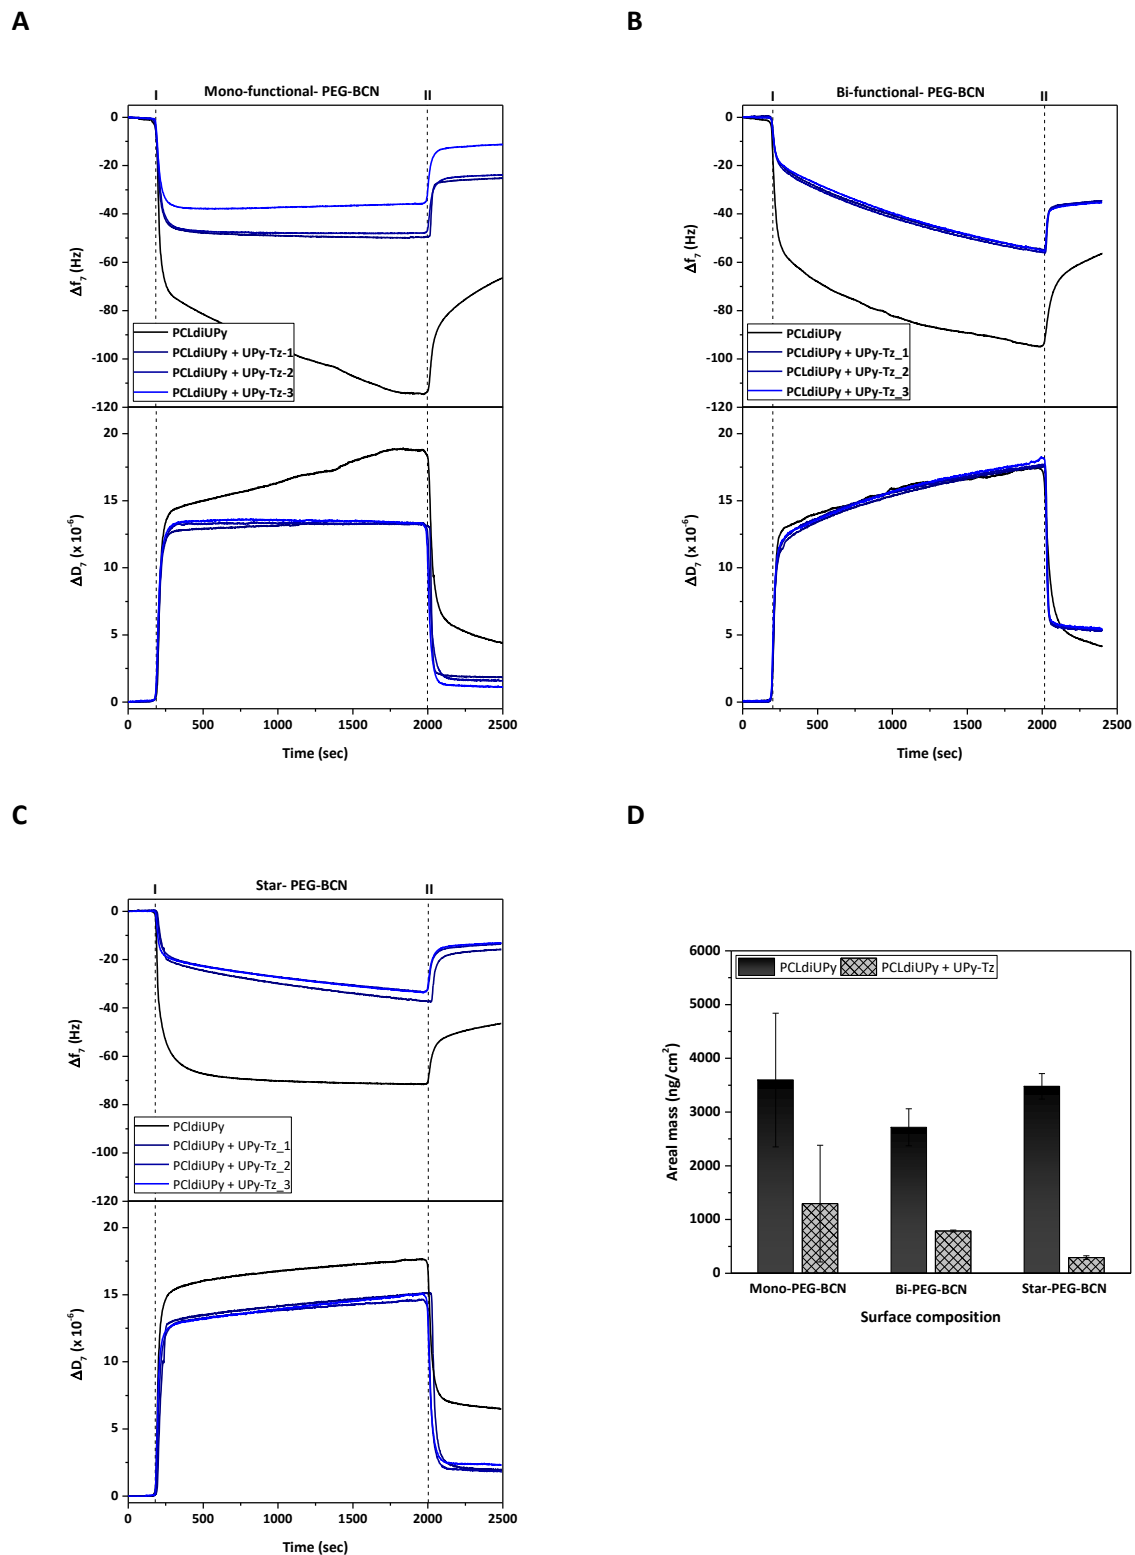 A
I Mono-functional- PEG-BCN II
0
-20
-40
-60
-80
-100
-120
Δf₇ (Hz)
PCLdiUPy
PCLdiUPy + UPy-Tz-1
PCLdiUPy + UPy-Tz-2
PCLdiUPy + UPy-Tz-3
20
15
10
5
0
ΔD₇ (x 10⁻⁶)
0 500 1000 1500 2000 2500
Time (sec)
B
I Bi-functional- PEG-BCN II
0
-20
-40
-60
-80
-100
-120
Δf₇ (Hz)
PCLdiUPy
PCLdiUPy + UPy-Tz_1
PCLdiUPy + UPy-Tz_2
PCLdiUPy + UPy-Tz_3
20
15
10
5
0
ΔD₇ (x 10⁻⁶)
0 500 1000 1500 2000 2500
Time (sec)
C
I Star- PEG-BCN II
0
-20
-40
-60
-80
-100
-120
Δf₇ (Hz)
PCldiUPy
PCldiUPy + UPy-Tz_1
PCldiUPy + UPy-Tz_2
PCldiUPy + UPy-Tz_3
20
15
10
5
0
ΔD₇ (x 10⁻⁶)
0 500 1000 1500 2000 2500
Time (sec)
D
6000
5000
4000
3000
2000
1000
0
Areal mass (ng/cm²)
PCLdiUPy PCLdiUPy + UPy-Tz
Mono-PEG-BCN Bi-PEG-BCN Star-PEG-BCN
Surface composition